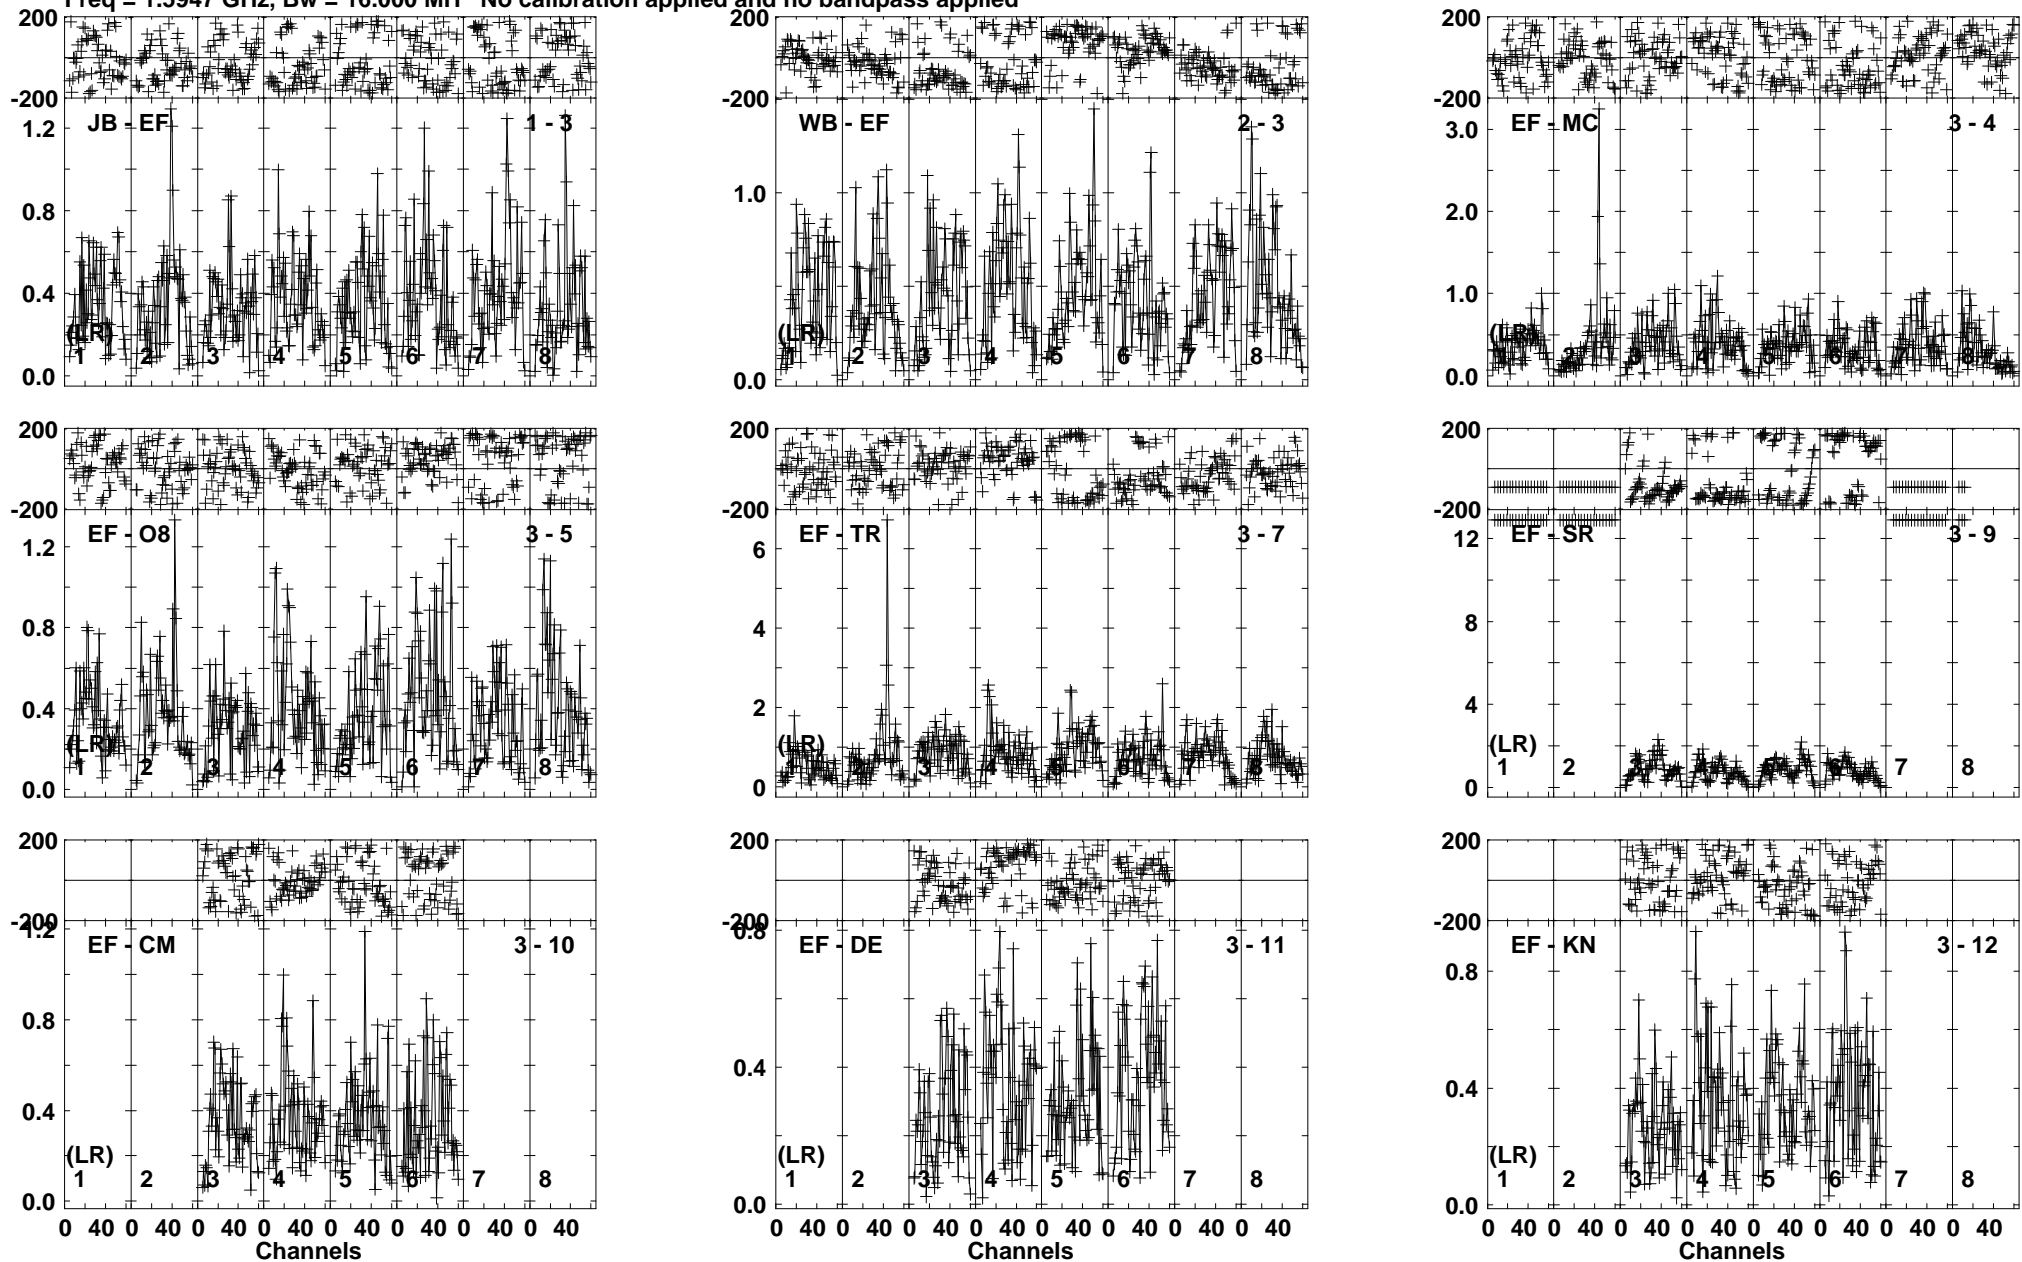 Freq = 1.5947 GHz, Bw = 16.000 MH No calibration applied and no bandpass applied
200
-200
JB - EF
1 - 3
1.2
0.8
0.4
0.0
(LR)
1 2 3 4 5 6 7 8
200
-200
WB - EF
2 - 3
1.0
0.0
(LR)
1 2 3 4 5 6 7 8
200
-200
EF - MC
3 - 4
3.0
2.0
1.0
0.0
(LR)
1 2 3 4 5 6 7 8
200
-200
EF - O8
3 - 5
1.2
0.8
0.4
0.0
(LR)
1 2 3 4 5 6 7 8
200
-200
EF - TR
3 - 7
6
4
2
0
(LR)
1 2 3 4 5 6 7 8
200
-200
EF - SR
3 - 9
12
8
4
0
(LR)
1 2 3 4 5 6 7 8
200
-200
EF - CM
3 - 10
1.2
0.8
0.4
0.0
(LR)
1 2 3 4 5 6 7 8
0 40 0 40 0 40 0 40 0 40 0 40 0 40 0 40
Channels
200
-200
EF - DE
3 - 11
0.8
0.4
0.0
(LR)
1 2 3 4 5 6 7 8
0 40 0 40 0 40 0 40 0 40 0 40 0 40 0 40
Channels
200
-200
EF - KN
3 - 12
0.8
0.4
0.0
(LR)
1 2 3 4 5 6 7 8
0 40 0 40 0 40 0 40 0 40 0 40 0 40 0 40
Channels